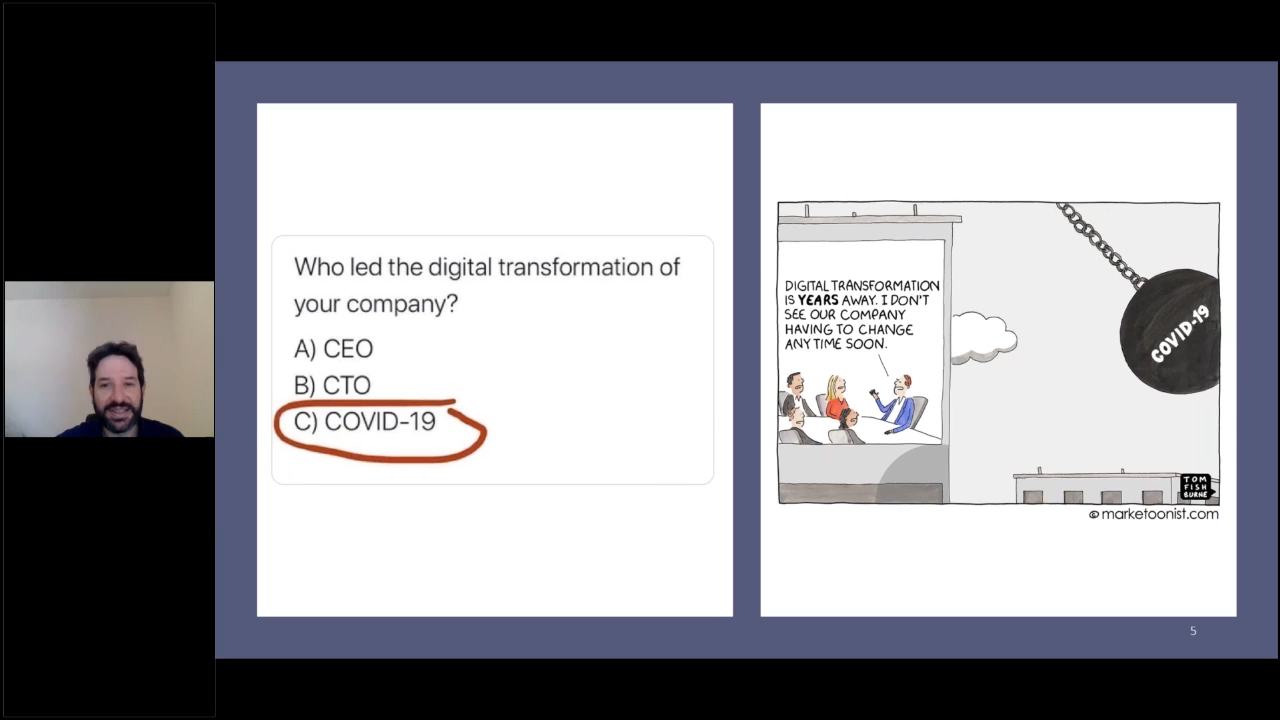 Who led the digital transformation of
your company?
A) CEO
B) CTO
C) COVID-19
DIGITAL TRANSFORMATION
IS YEARS AWAY. I DON'T
SEE OUR COMPANY
HAVING TO CHANGE
ANY TIME SOON.
COVID-19
TOM
FISH
BURNE
© marketoonist.com
5